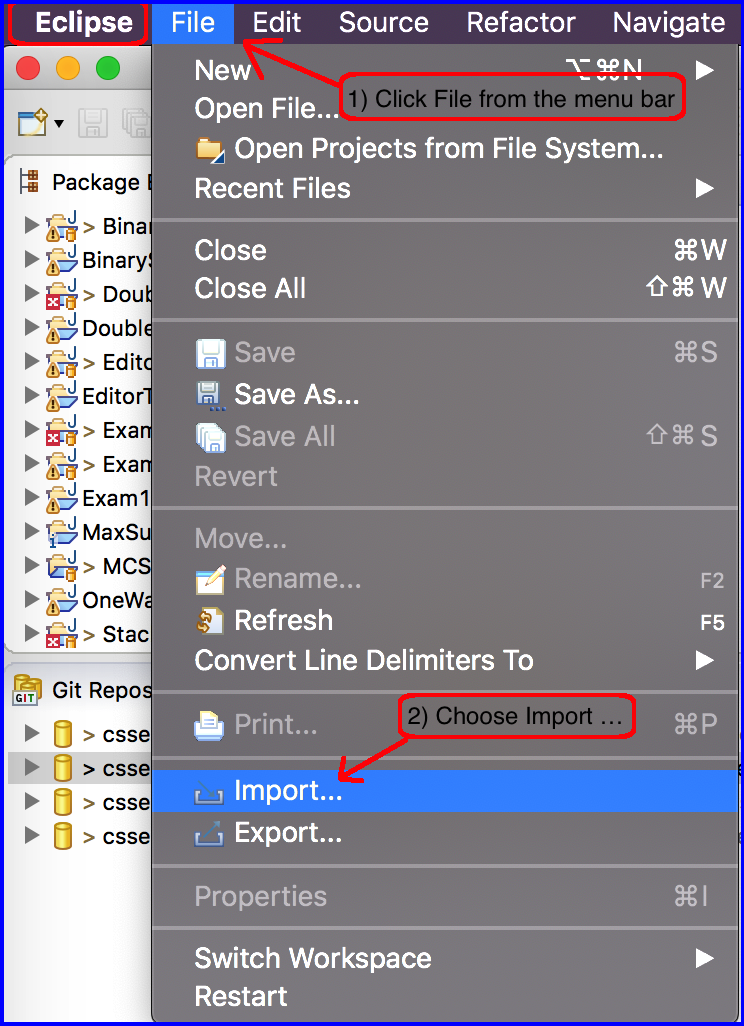 Eclipse File Edit Source Refactor Navigate
New ⌥⌘N ▶
1) Click File from the menu bar
Open File...
Open Projects from File System...
Recent Files ▶
Close ⌘W
Close All ⇧⌘W
Save ⌘S
Save As...
Save All ⇧⌘S
Revert
Move...
Rename... F2
Refresh F5
Convert Line Delimiters To ▶
2) Choose Import ...
Print... ⌘P
Import...
Export...
Properties ⌘I
Switch Workspace ▶
Restart
Package
> Binar
BinaryS
> Doub
Double
> Edito
EditorT
> Exam
> Exam
Exam1
MaxSu
> MCS
OneWa
> Stac
GIT Git Repos
> csse
> csse
> csse
> csse